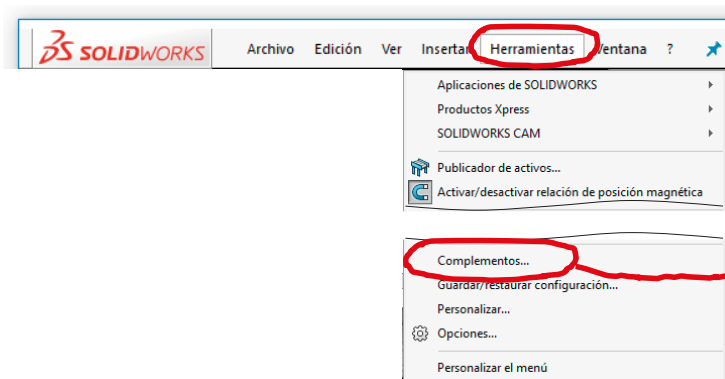 SOLIDWORKS Archivo Edición Ver Insertar Herramientas Ventana ?
Aplicaciones de SOLIDWORKS
Productos Xpress
SOLIDWORKS CAM
Publicador de activos...
Activar/desactivar relación de posición magnética
Complementos...
Guardar/restaurar configuración...
Personalizar...
Opciones...
Personalizar el menú